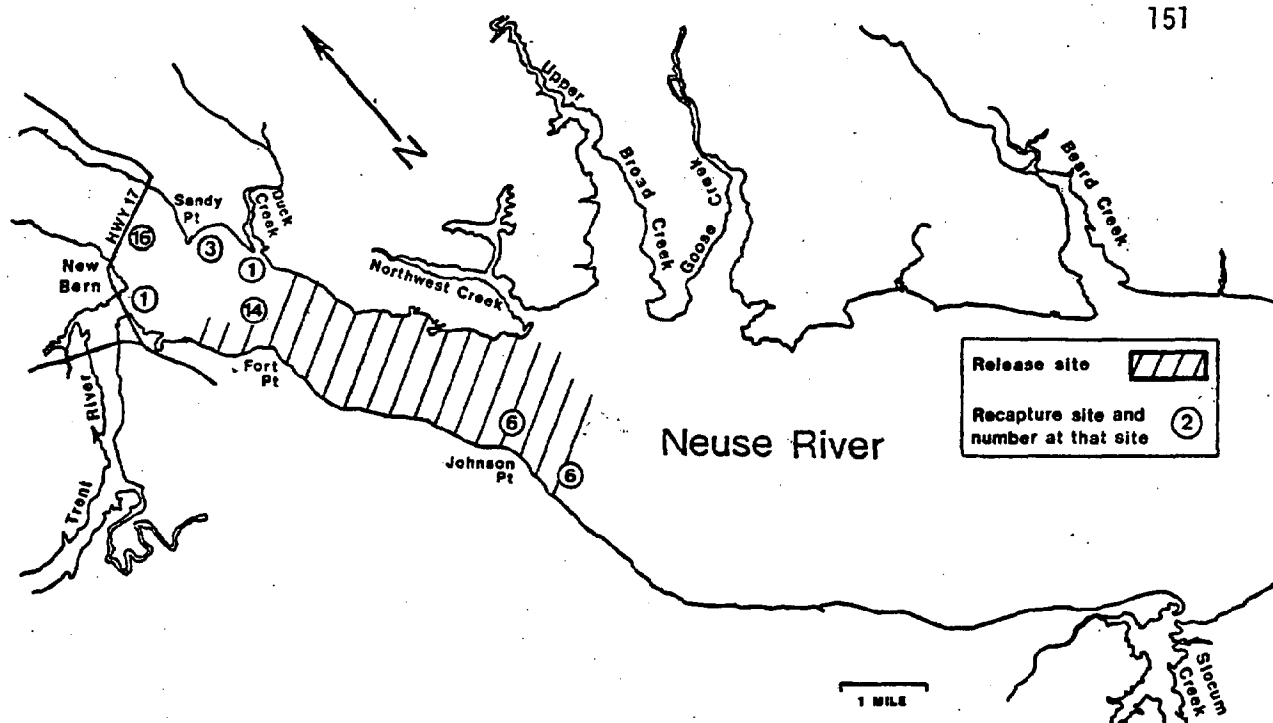 151
Upper
Broad
Creek
Goose
Creek
Beard Creek
N
Sandy
Pt
Duck
Creek
HWY 17
16
3
1
New
Bern
1
14
Northwest Creek
Fort
Pt
Trent
River
6
Johnson
Pt
6
Neuse River
Release site
Recapture site and
number at that site
2
1 MILE
Slocum
Creek